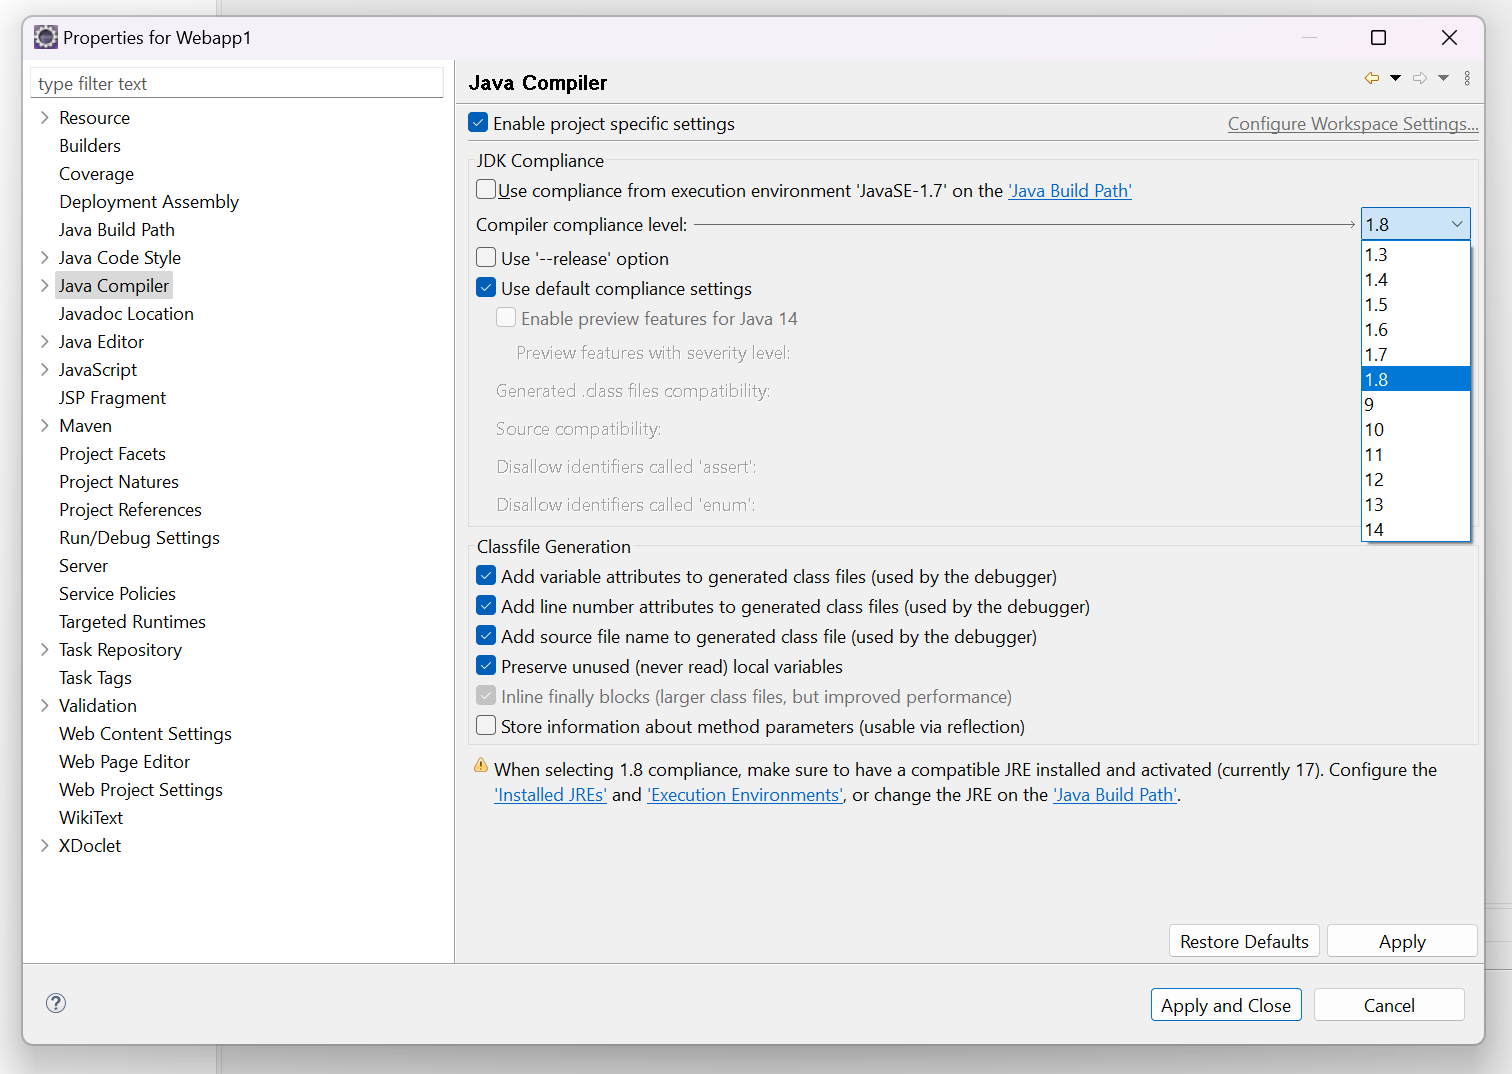 Properties for Webapp1
type filter text
Resource
Builders
Coverage
Deployment Assembly
Java Build Path
Java Code Style
Java Compiler
Javadoc Location
Java Editor
JavaScript
JSP Fragment
Maven
Project Facets
Project Natures
Project References
Run/Debug Settings
Server
Service Policies
Targeted Runtimes
Task Repository
Task Tags
Validation
Web Content Settings
Web Page Editor
Web Project Settings
WikiText
XDoclet
Java Compiler
Enable project specific settings
Configure Workspace Settings...
JDK Compliance
Use compliance from execution environment 'JavaSE-1.7' on the 'Java Build Path'
Compiler compliance level:
1.8
1.3
1.4
1.5
1.6
1.7
1.8
9
10
11
12
13
14
Use '--release' option
Use default compliance settings
Enable preview features for Java 14
Preview features with severity level:
Generated .class files compatibility:
Source compatibility:
Disallow identifiers called 'assert':
Disallow identifiers called 'enum':
Classfile Generation
Add variable attributes to generated class files (used by the debugger)
Add line number attributes to generated class files (used by the debugger)
Add source file name to generated class file (used by the debugger)
Preserve unused (never read) local variables
Inline finally blocks (larger class files, but improved performance)
Store information about method parameters (usable via reflection)
When selecting 1.8 compliance, make sure to have a compatible JRE installed and activated (currently 17). Configure the
'Installed JREs' and 'Execution Environments', or change the JRE on the 'Java Build Path'.
Restore Defaults
Apply
?
Apply and Close
Cancel